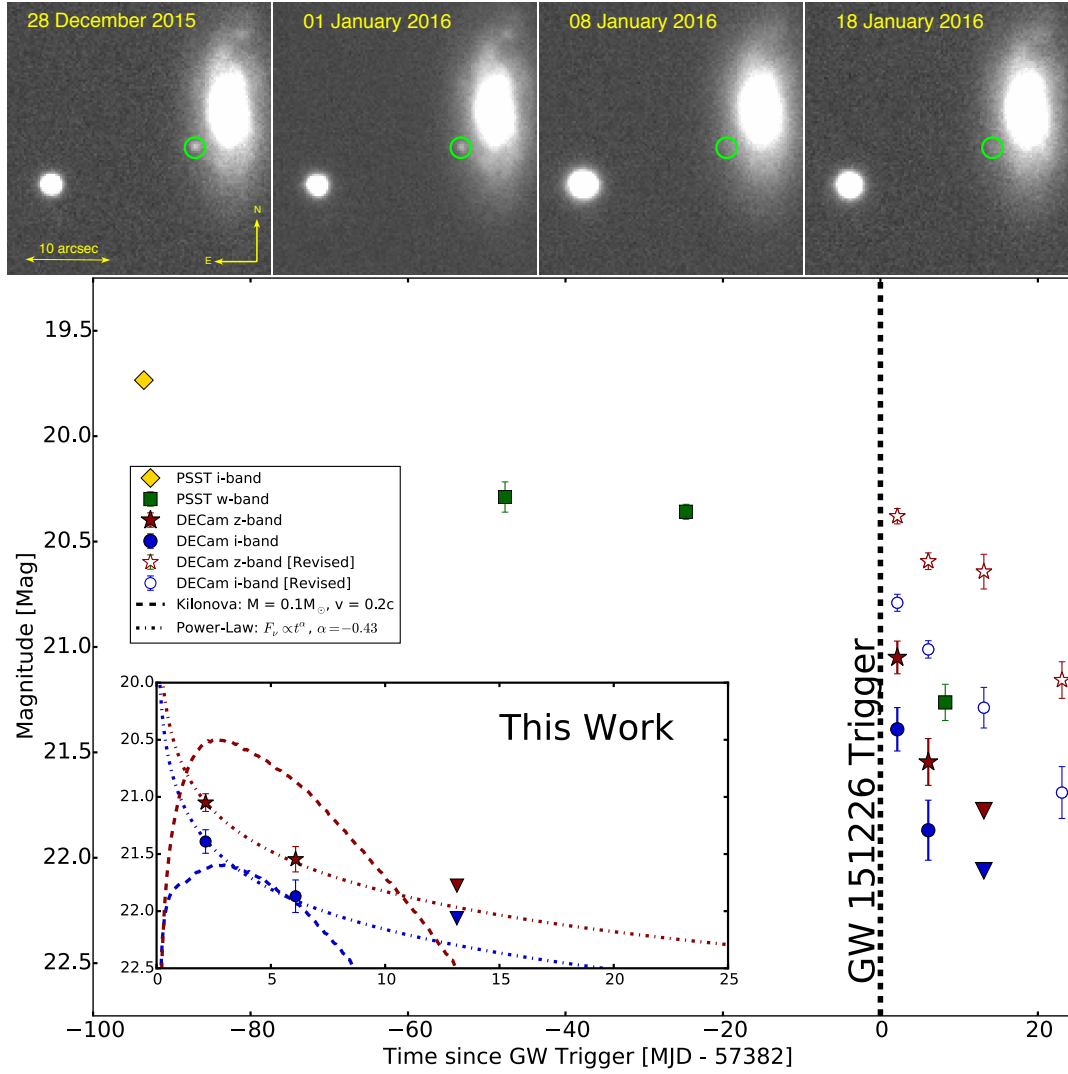 28 December 2015
01 January 2016
08 January 2016
18 January 2016
10 arcsec
N
E
19.5
20.0
20.5
21.0
21.5
22.0
22.5
Magnitude [Mag]
PSST i-band
PSST w-band
DECam z-band
DECam i-band
DECam z-band [Revised]
DECam i-band [Revised]
Kilonova: M = 0.1M☉, v = 0.2c
Power-Law: Fν ∝ t^α, α = −0.43
This Work
20.0
20.5
21.0
21.5
22.0
22.5
0
5
10
15
20
25
GW 151226 Trigger
−100
−80
−60
−40
−20
0
20
Time since GW Trigger [MJD - 57382]